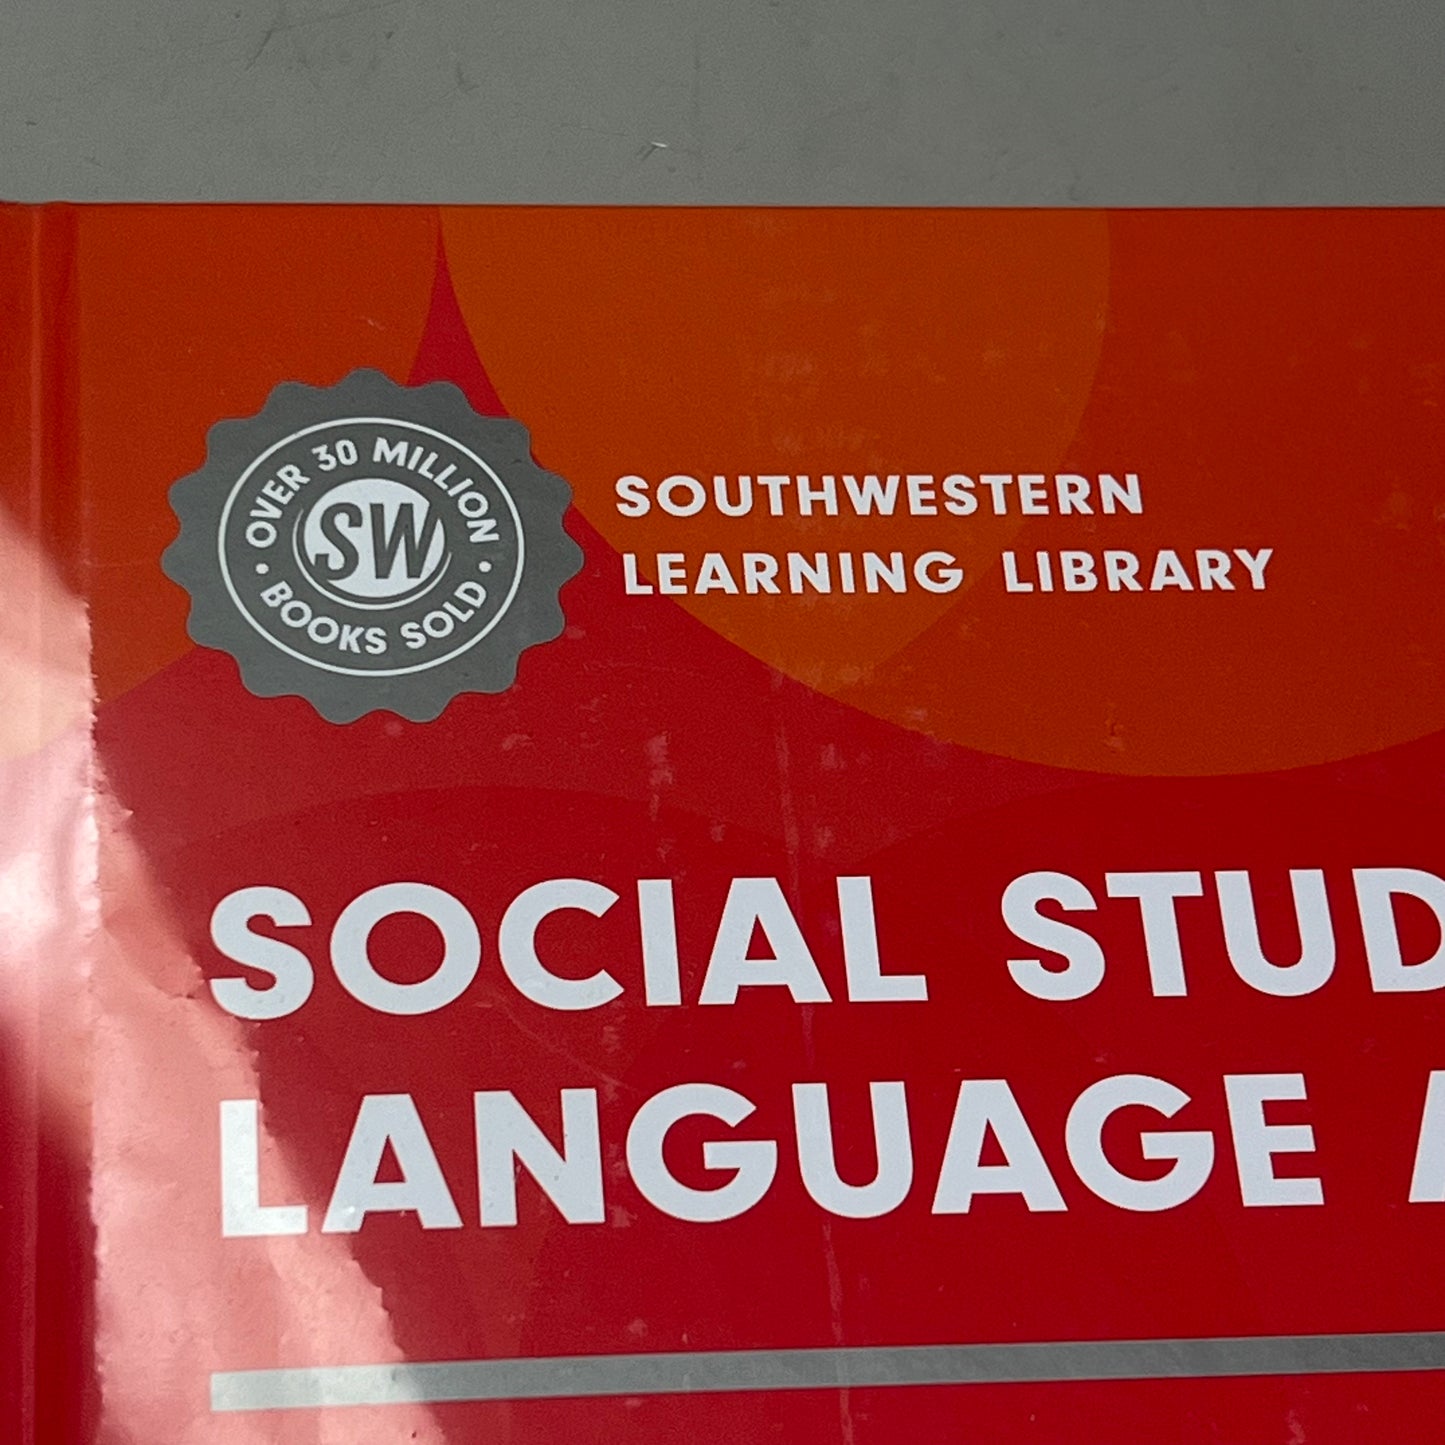 OVER 30 MILLION
SW
• BOOKS SOLD •
SOUTHWESTERN
LEARNING LIBRARY
SOCIAL STUD
LANGUAGE